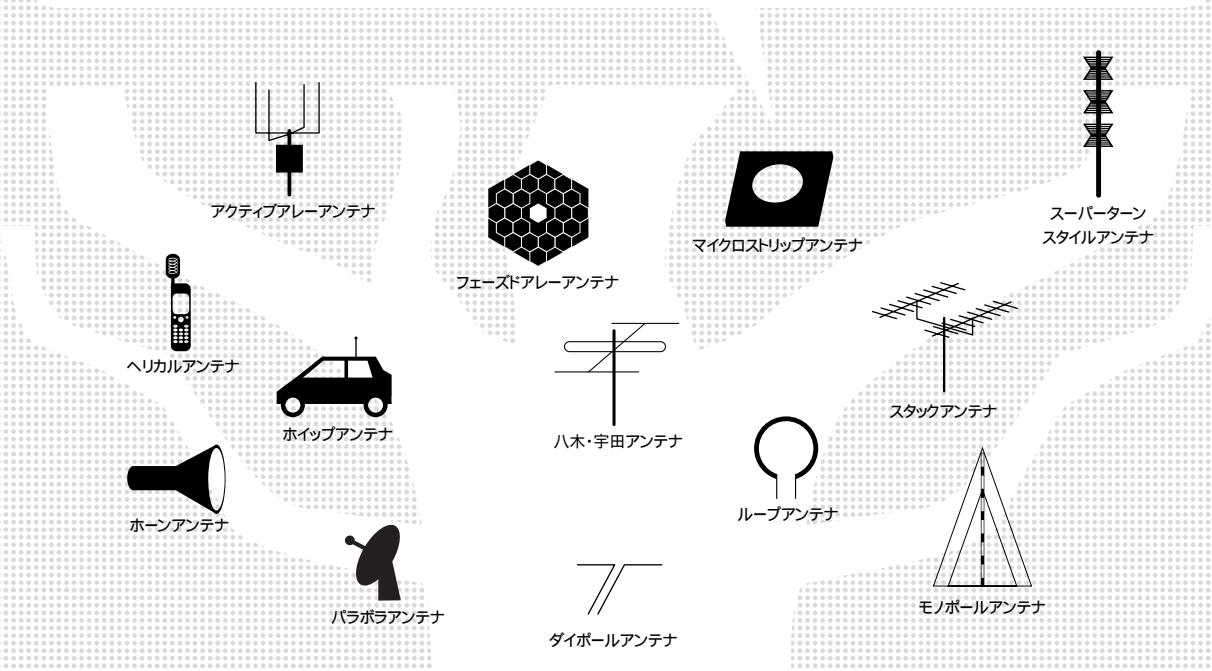 アクティブアレーアンテナ
フェーズドアレーアンテナ
マイクロストリップアンテナ
スーパーターン
スタイルアンテナ
ヘリカルアンテナ
ホイップアンテナ
八木・宇田アンテナ
スタックアンテナ
ホーンアンテナ
ループアンテナ
パラボラアンテナ
ダイポールアンテナ
モノポールアンテナ